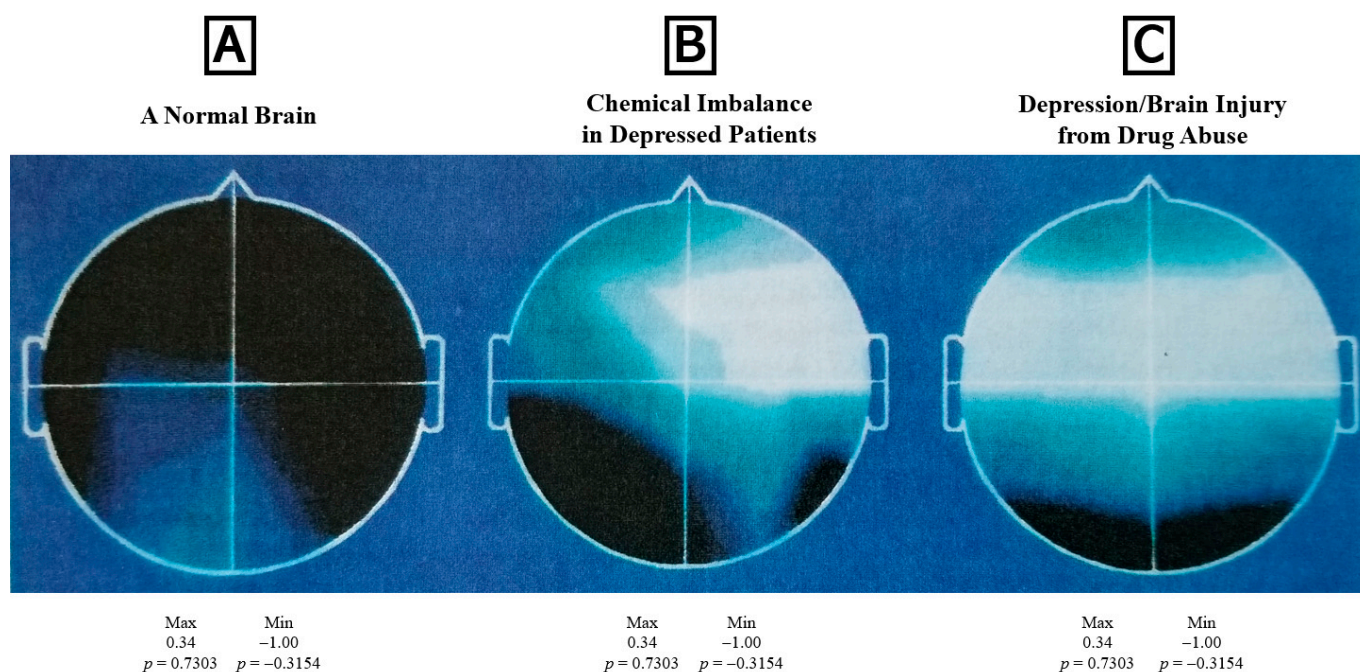 A
A Normal Brain
B
Chemical Imbalance
in Depressed Patients
C
Depression/Brain Injury
from Drug Abuse
Max Min
0.34 −1.00
p = 0.7303 p = −0.3154
Max Min
0.34 −1.00
p = 0.7303 p = −0.3154
Max Min
0.34 −1.00
p = 0.7303 p = −0.3154